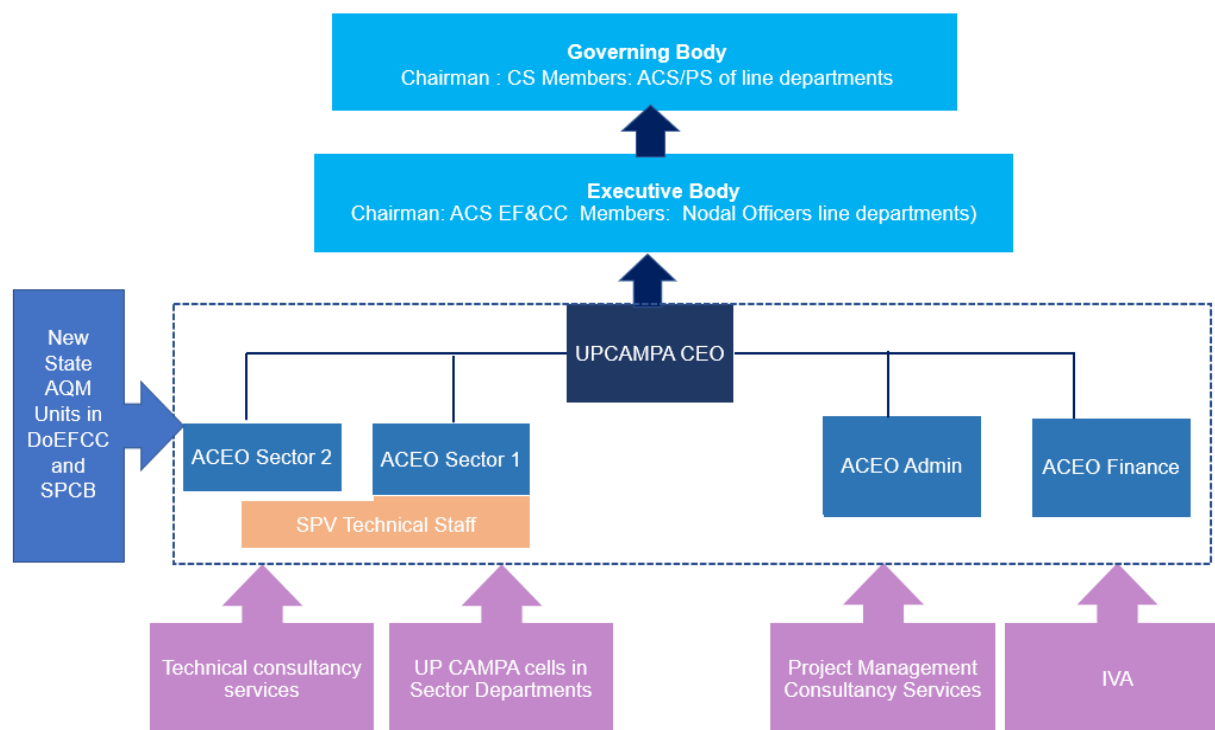 Governing Body
Chairman : CS Members: ACS/PS of line departments
Executive Body
Chairman: ACS EF&CC  Members:  Nodal Officers line departments)
New
State
AQM
Units in
DoEFCC
and
SPCB
UPCAMPA CEO
ACEO Sector 2
ACEO Sector 1
ACEO Admin
ACEO Finance
SPV Technical Staff
Technical consultancy
services
UP CAMPA cells in
Sector Departments
Project Management
Consultancy Services
IVA